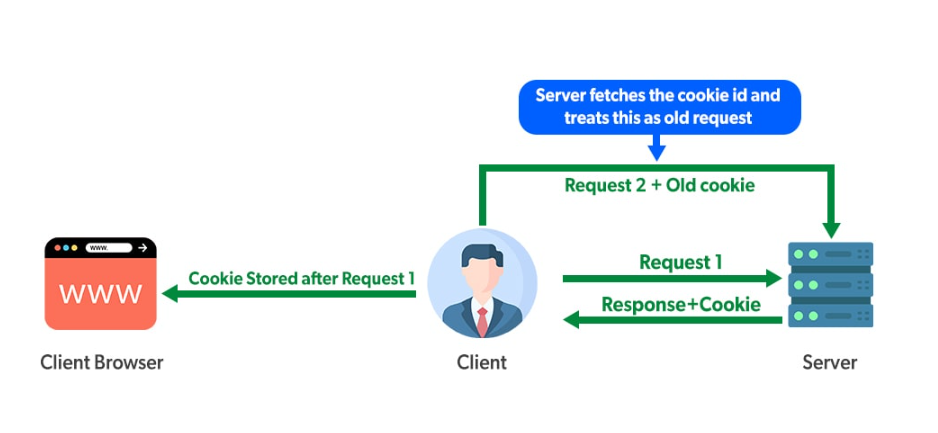 Server fetches the cookie id and
treats this as old request
Request 2 + Old cookie
www.
WWW
Cookie Stored after Request 1
Request 1
Response+Cookie
Client Browser
Client
Server